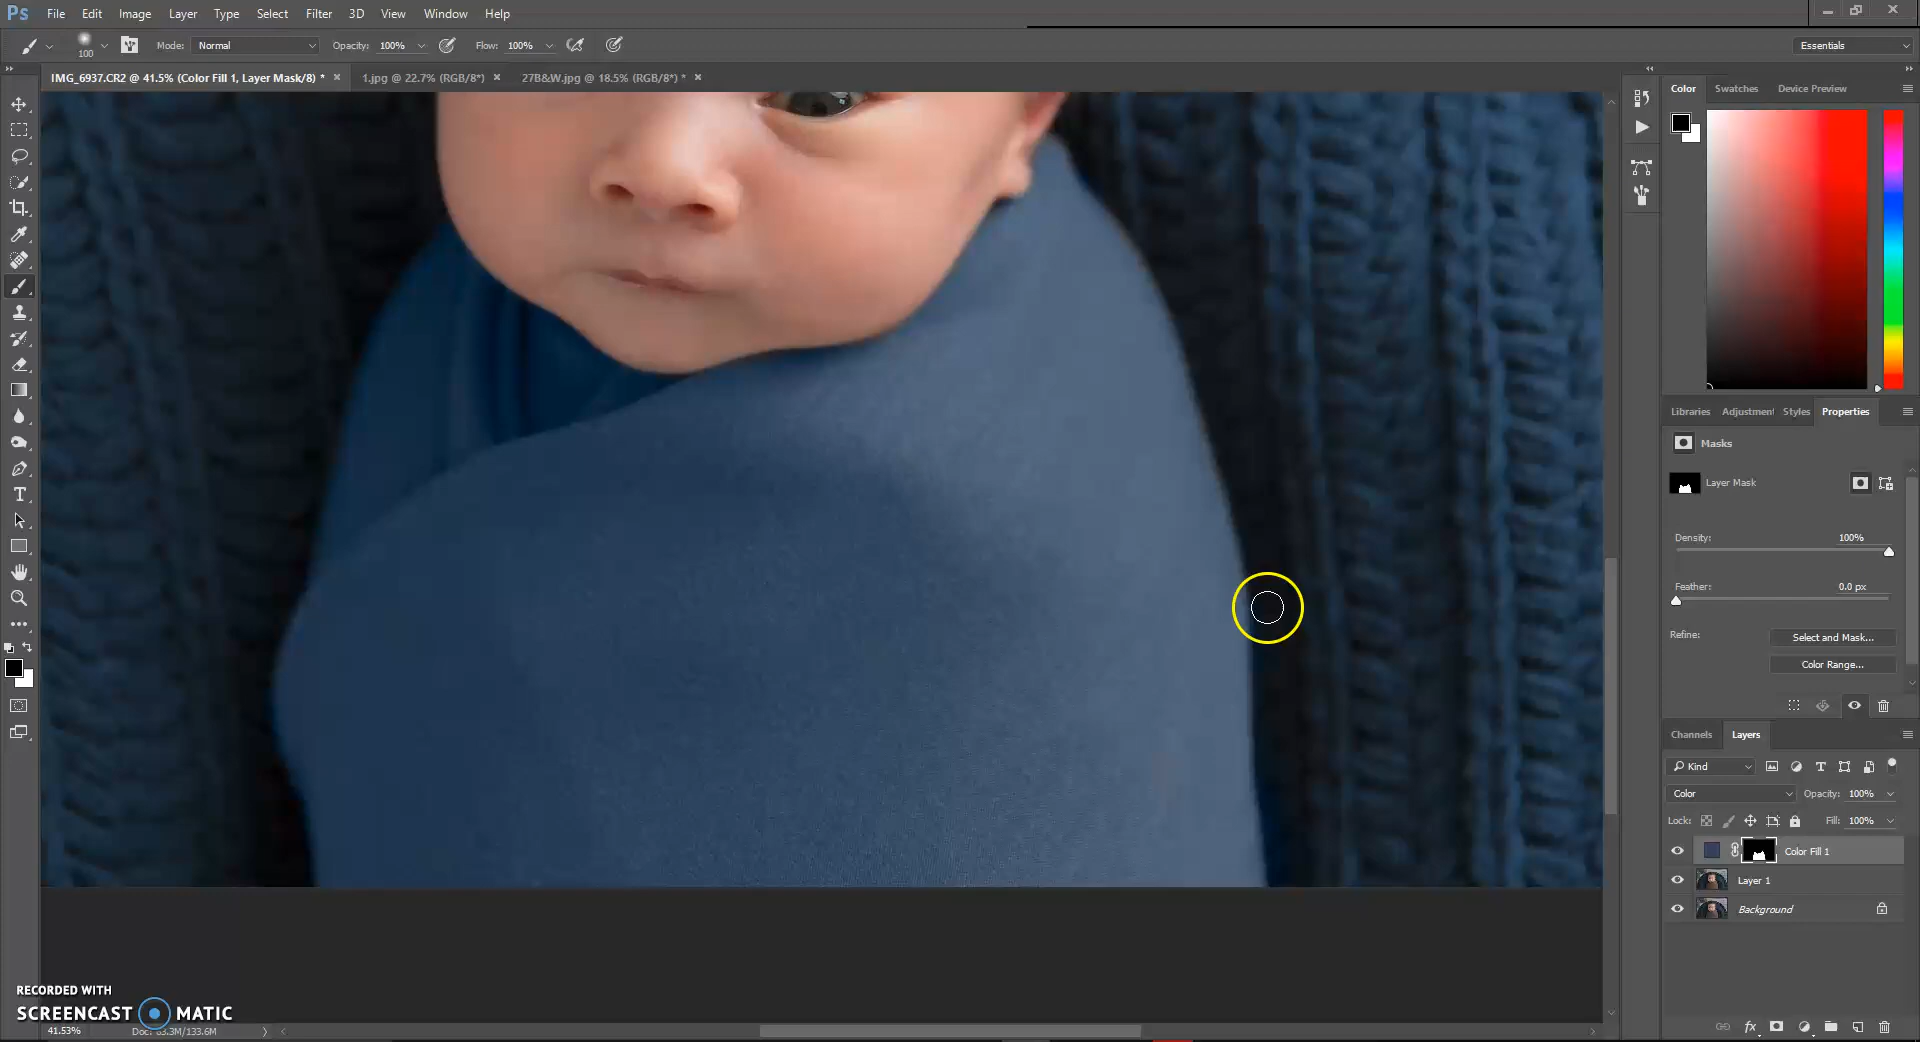 Ps File Edit Image Layer Type Select Filter 3D View Window Help
100 Mode: Normal Opacity: 100% Flow: 100% Essentials
IMG_6937.CR2 @ 41.5% (Color Fill 1, Layer Mask/8) * × 1.jpg @ 22.7% (RGB/8*) × 27B&W.jpg @ 18.5% (RGB/8*) * ×
Color Swatches Device Preview
Libraries Adjustment Styles Properties
Masks
Layer Mask
Density: 100%
Feather: 0.0 px
Refine: Select and Mask...
Color Range...
Channels Layers
Kind
Color Opacity: 100%
Lock: Fill: 100%
Color Fill 1
Layer 1
Background
fx
RECORDED WITH
SCREENCAST MATIC
41.53% Doc: 63.3M/133.6M